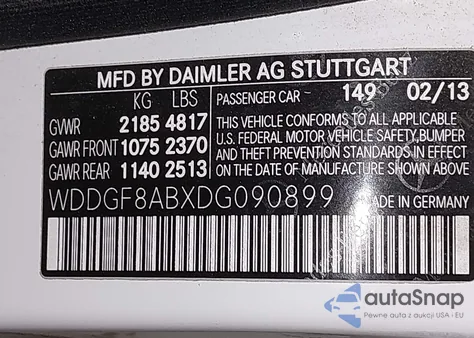 MFD BY DAIMLER AG STUTTGART
KG LBS PASSENGER CAR 149 02/13
GVWR 2185 4817 THIS VEHICLE CONFORMS TO ALL APPLICABLE
GAWR FRONT 1075 2370 U.S. FEDERAL MOTOR VEHICLE SAFETY, BUMPER
AND THEFT PREVENTION STANDARDS IN EFFECT
GAWR REAR 1140 2513 ON THE DATE OF MANUFACTURE SHOWN ABOVE
WDDGF8ABXDG090899 MADE IN GERMANY
autoSnap
Pewne auta z aukcji USA - EU